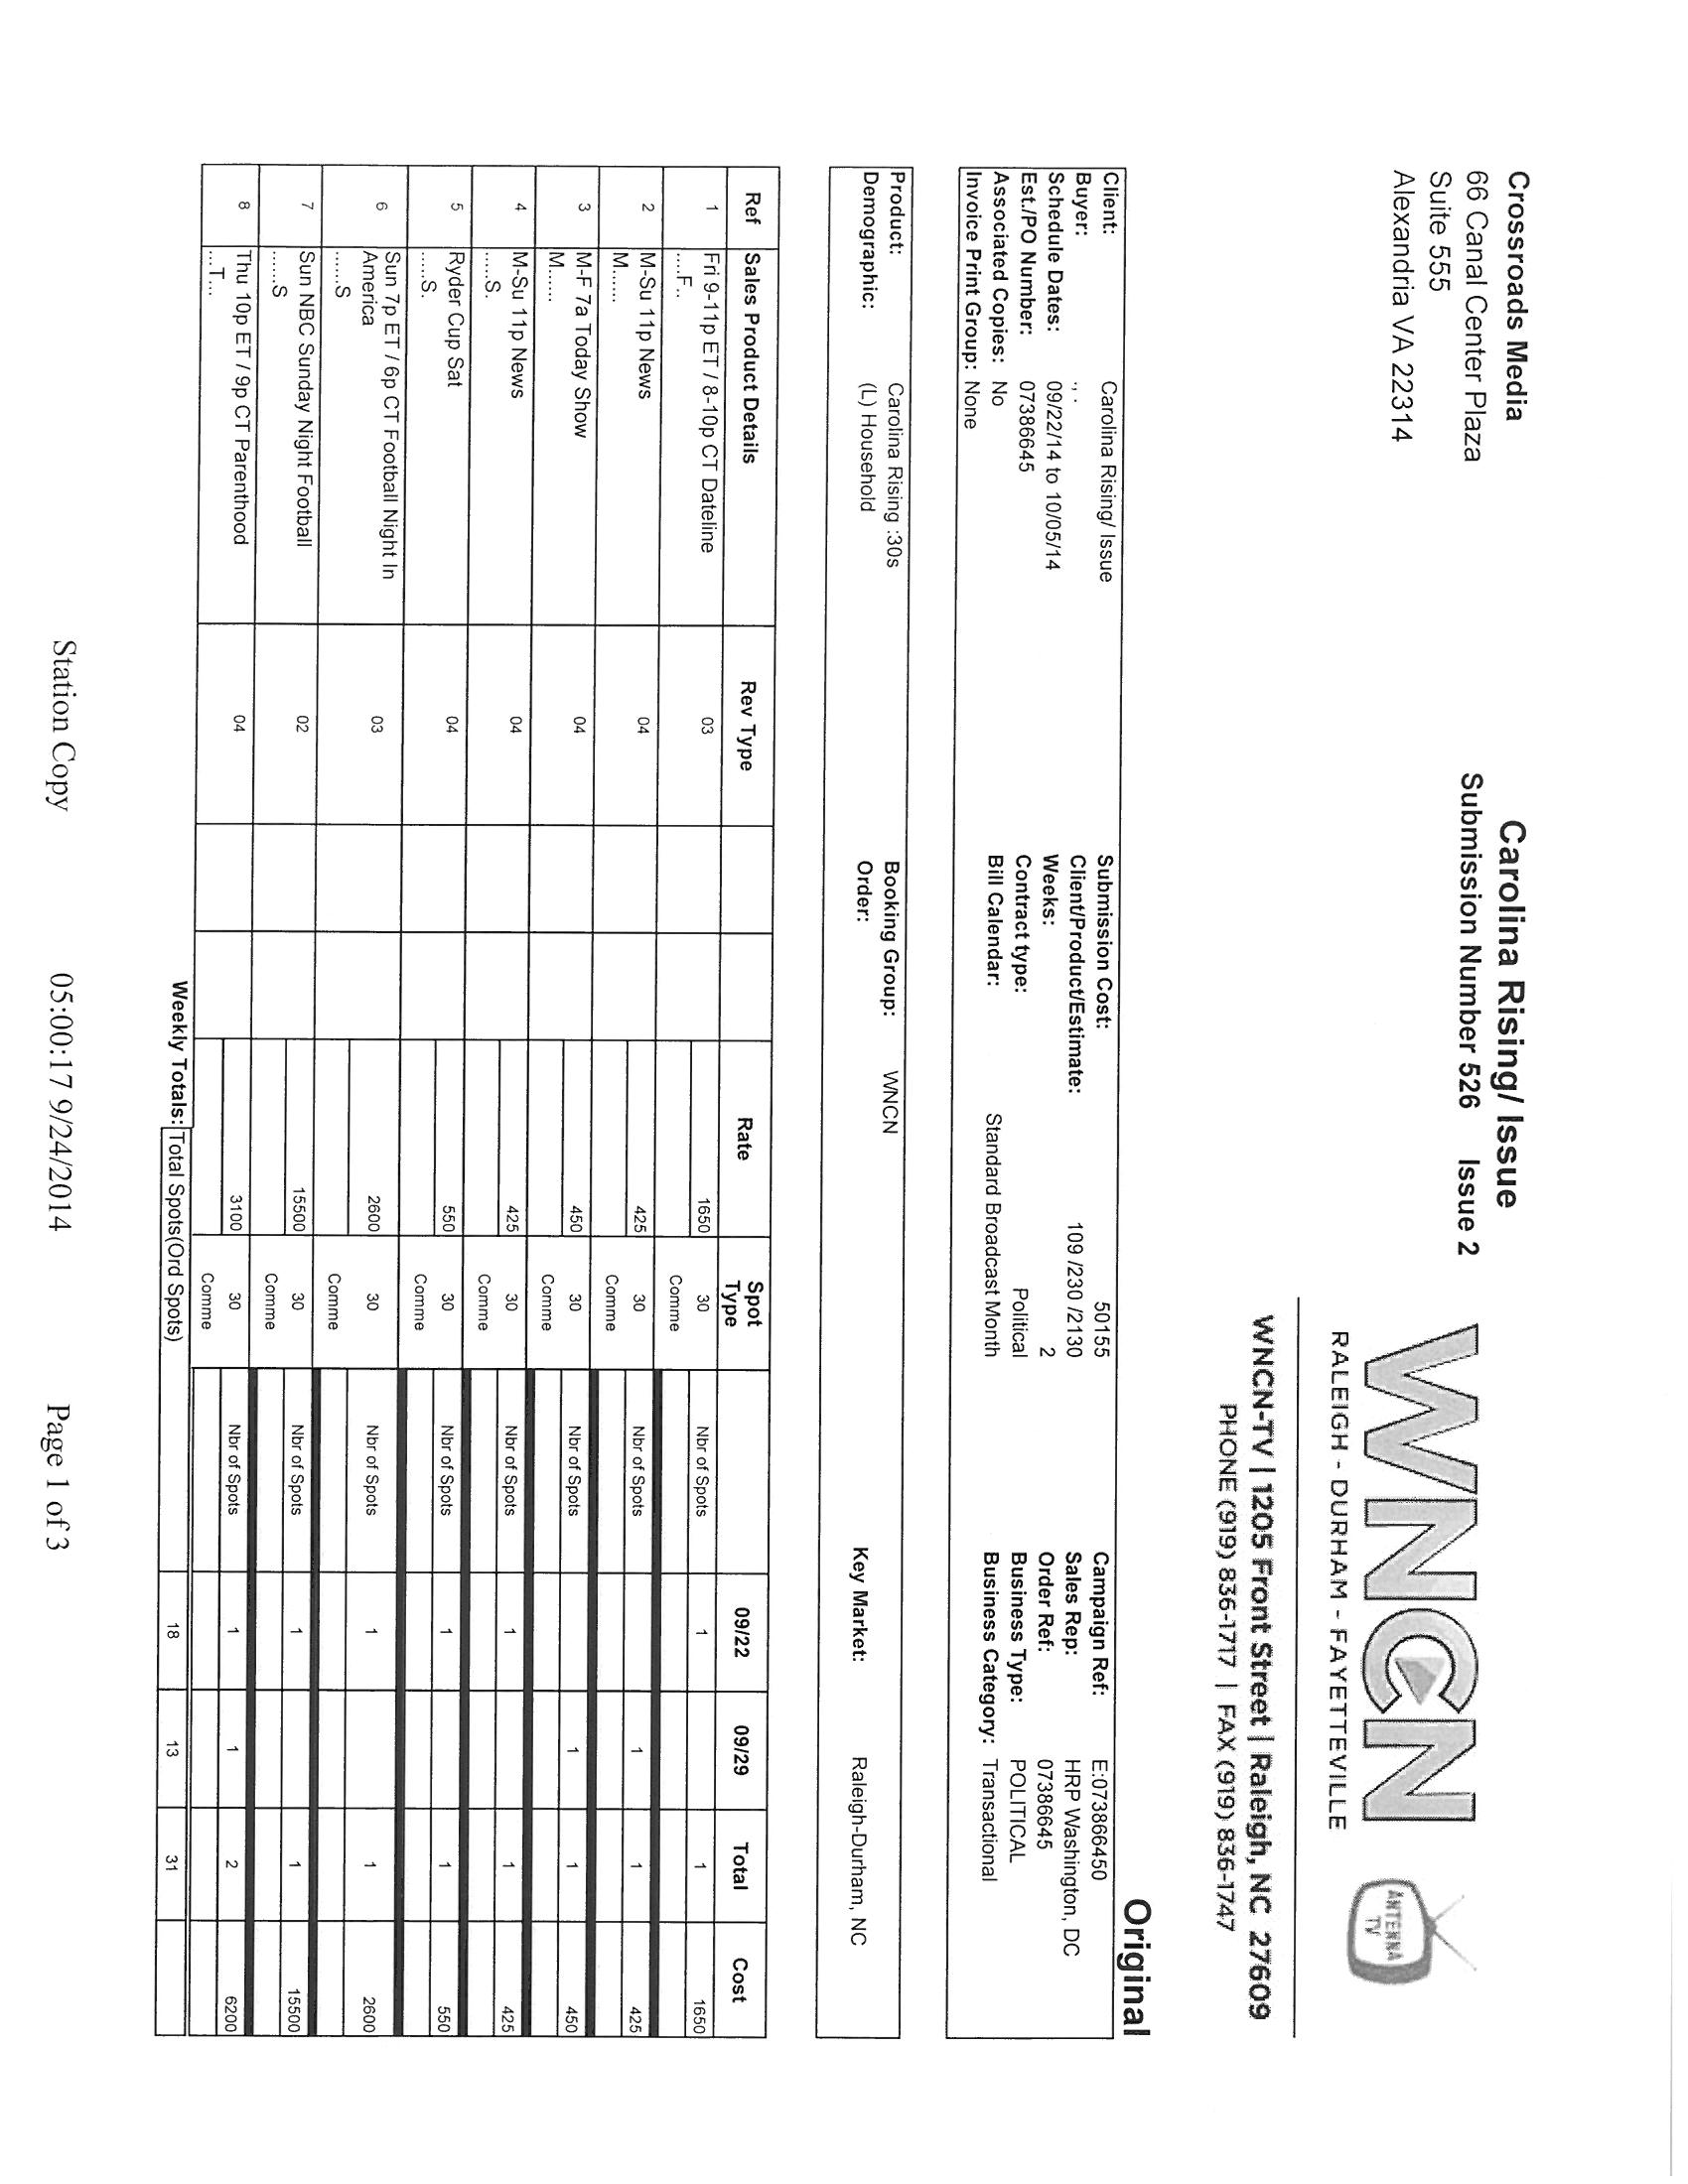 Crossroads Media
66 Canal Center Plaza
Suite 555
Alexandria VA 22314
Carolina Rising/ Issue
Submission Number 526 Issue 2
WNCN
RALEIGH - DURHAM - FAYETTEVILLE
ANTENNA TV
WNCN-TV | 1205 Front Street | Raleigh, NC 27609
PHONE (919) 836-1717 | FAX (919) 836-1747
Original
Client: Carolina Rising/ Issue Submission Cost: 50155 Campaign Ref: E:073866450
Buyer: ., . Client/Product/Estimate: 109 /230 /2130 Sales Rep: HRP Washington, DC
Schedule Dates: 09/22/14 to 10/05/14 Weeks: 2 Order Ref: 07386645
Est./PO Number: 07386645 Contract type: Political Business Type: POLITICAL
Associated Copies: No Bill Calendar: Standard Broadcast Month Business Category: Transactional
Invoice Print Group: None
Product: Carolina Rising :30s Booking Group: WNCN
Demographic: (L) Household Order: Key Market: Raleigh-Durham, NC
Ref Sales Product Details Rev Type Rate Spot Type 09/22 09/29 Total Cost
1 Fri 9-11p ET / 8-10p CT Dateline 03 1650 30 Nbr of Spots 1 1 1650
....F.. Comme
2 M-Su 11p News 04 425 30 Nbr of Spots 1 1 425
M...... Comme
3 M-F 7a Today Show 04 450 30 Nbr of Spots 1 1 450
M...... Comme
4 M-Su 11p News 04 425 30 Nbr of Spots 1 1 425
.....S. Comme
5 Ryder Cup Sat 04 550 30 Nbr of Spots 1 1 550
.....S. Comme
6 Sun 7p ET / 6p CT Football Night In America 03 2600 30 Nbr of Spots 1 1 2600
......S Comme
7 Sun NBC Sunday Night Football 02 15500 30 Nbr of Spots 1 1 15500
......S Comme
8 Thu 10p ET / 9p CT Parenthood 04 3100 30 Nbr of Spots 1 1 2 6200
...T... Comme
Weekly Totals: Total Spots(Ord Spots) 18 13 31
Station Copy 05:00:17 9/24/2014 Page 1 of 3